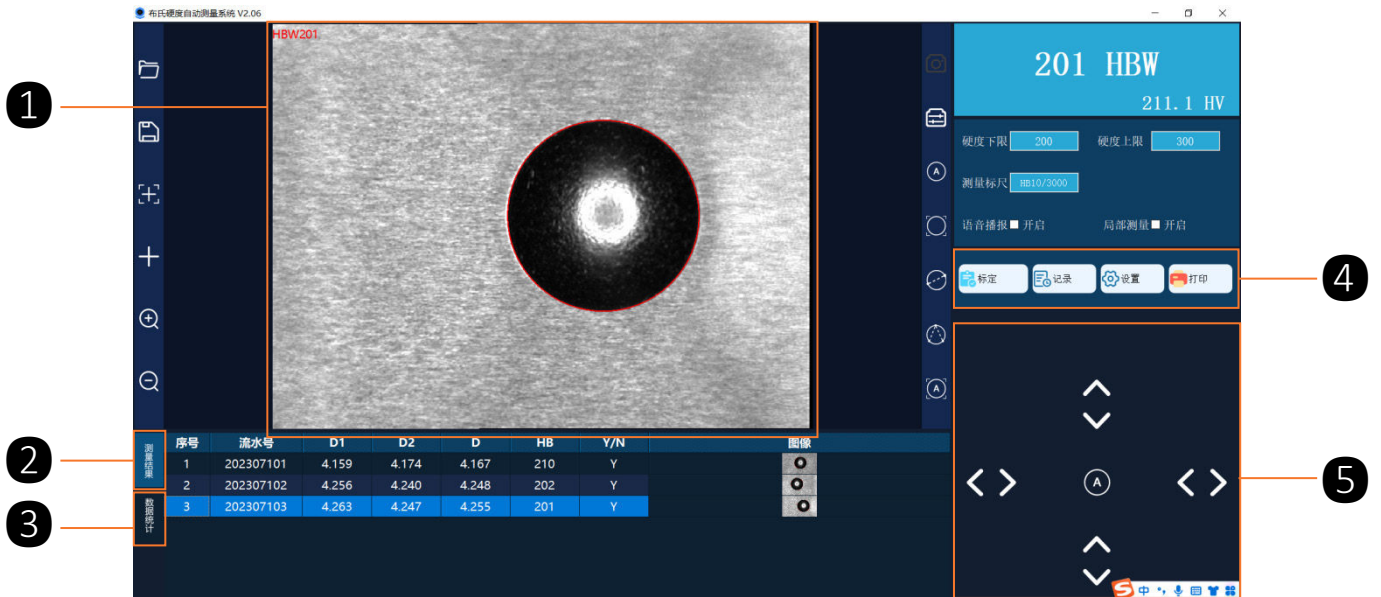 布氏硬度自动测量系统 V2.06
HBW201
1
2
3
4
5
201 HBW
211.1 HV
硬度下限 200 硬度上限 300
测量标尺 HB10/3000
语音播报 开启 局部测量 开启
标定 记录 设置 打印
A
A
A
测量结果
数据统计
序号 流水号 D1 D2 D HB Y/N 图像
1 202307101 4.159 4.174 4.167 210 Y
2 202307102 4.256 4.240 4.248 202 Y
3 202307103 4.263 4.247 4.255 201 Y
S 中